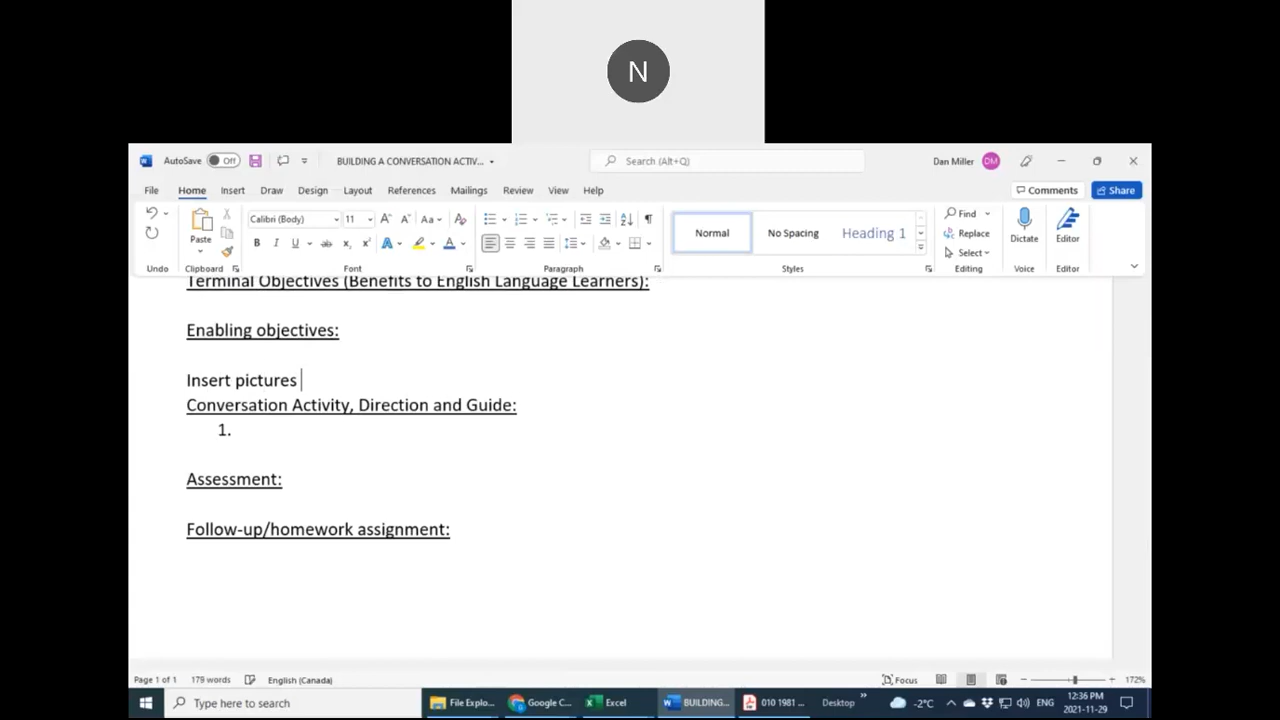 N
AutoSave Off BUILDING A CONVERSATION ACTIV... Search (Alt+Q) Dan Miller DM
File Home Insert Draw Design Layout References Mailings Review View Help Comments Share
Calibri (Body) 11 Aa Normal No Spacing Heading 1 Find
Paste B I U ab x₂ x² A A Replace Dictate Editor
Select
Undo Clipboard Font Paragraph Styles Editing Voice Editor
Terminal Objectives (Benefits to English Language Learners):
Enabling objectives:
Insert pictures
Conversation Activity, Direction and Guide:
1.
Assessment:
Follow-up/homework assignment:
Page 1 of 1 179 words English (Canada) Focus 172%
Type here to search File Explo... Google C... Excel BUILDING... 010 1981 ... Desktop -2°C ENG 12:36 PM
2021-11-29